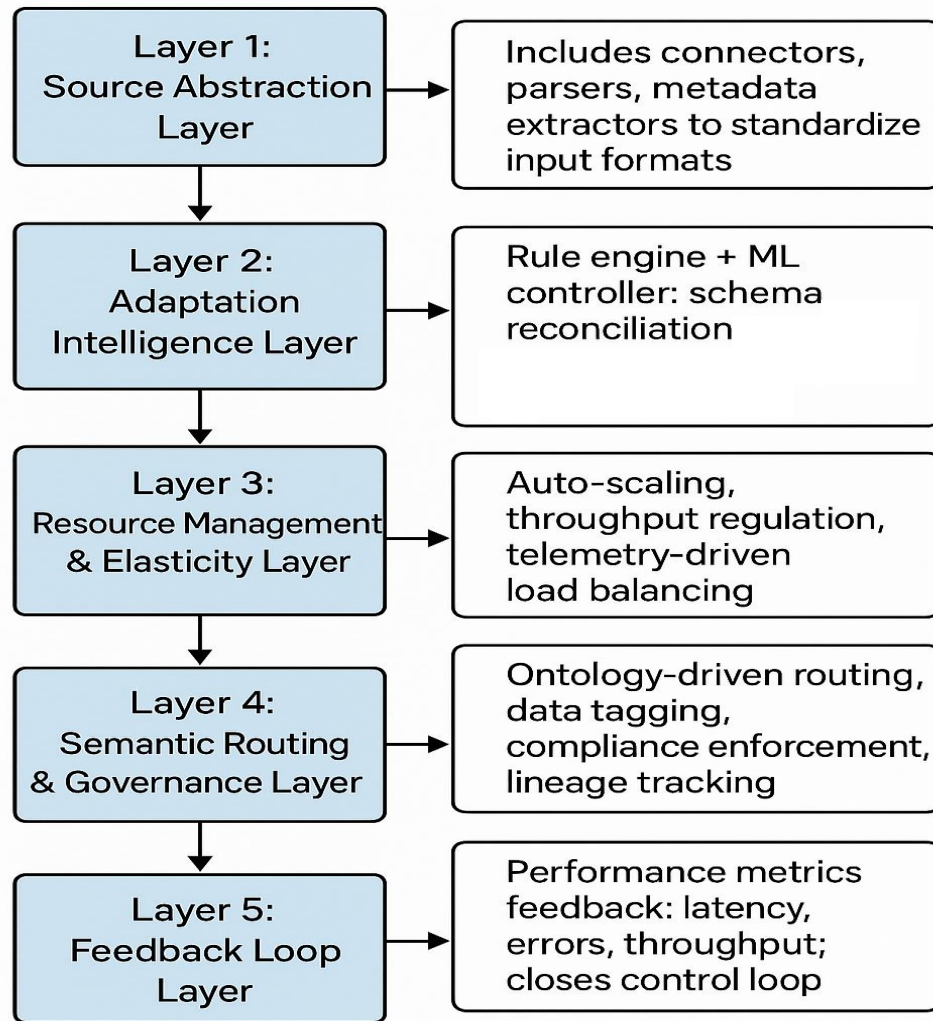 Layer 1:
Source Abstraction
Layer
Includes connectors,
parsers, metadata
extractors to standardize
input formats
Layer 2:
Adaptation
Intelligence Layer
Rule engine + ML
controller: schema
reconciliation
Layer 3:
Resource Management
& Elasticity Layer
Auto-scaling,
throughput regulation,
telemetry-driven
load balancing
Layer 4:
Semantic Routing
& Governance Layer
Ontology-driven routing,
data tagging,
compliance enforcement,
lineage tracking
Layer 5:
Feedback Loop
Layer
Performance metrics
feedback: latency,
errors, throughput;
closes control loop